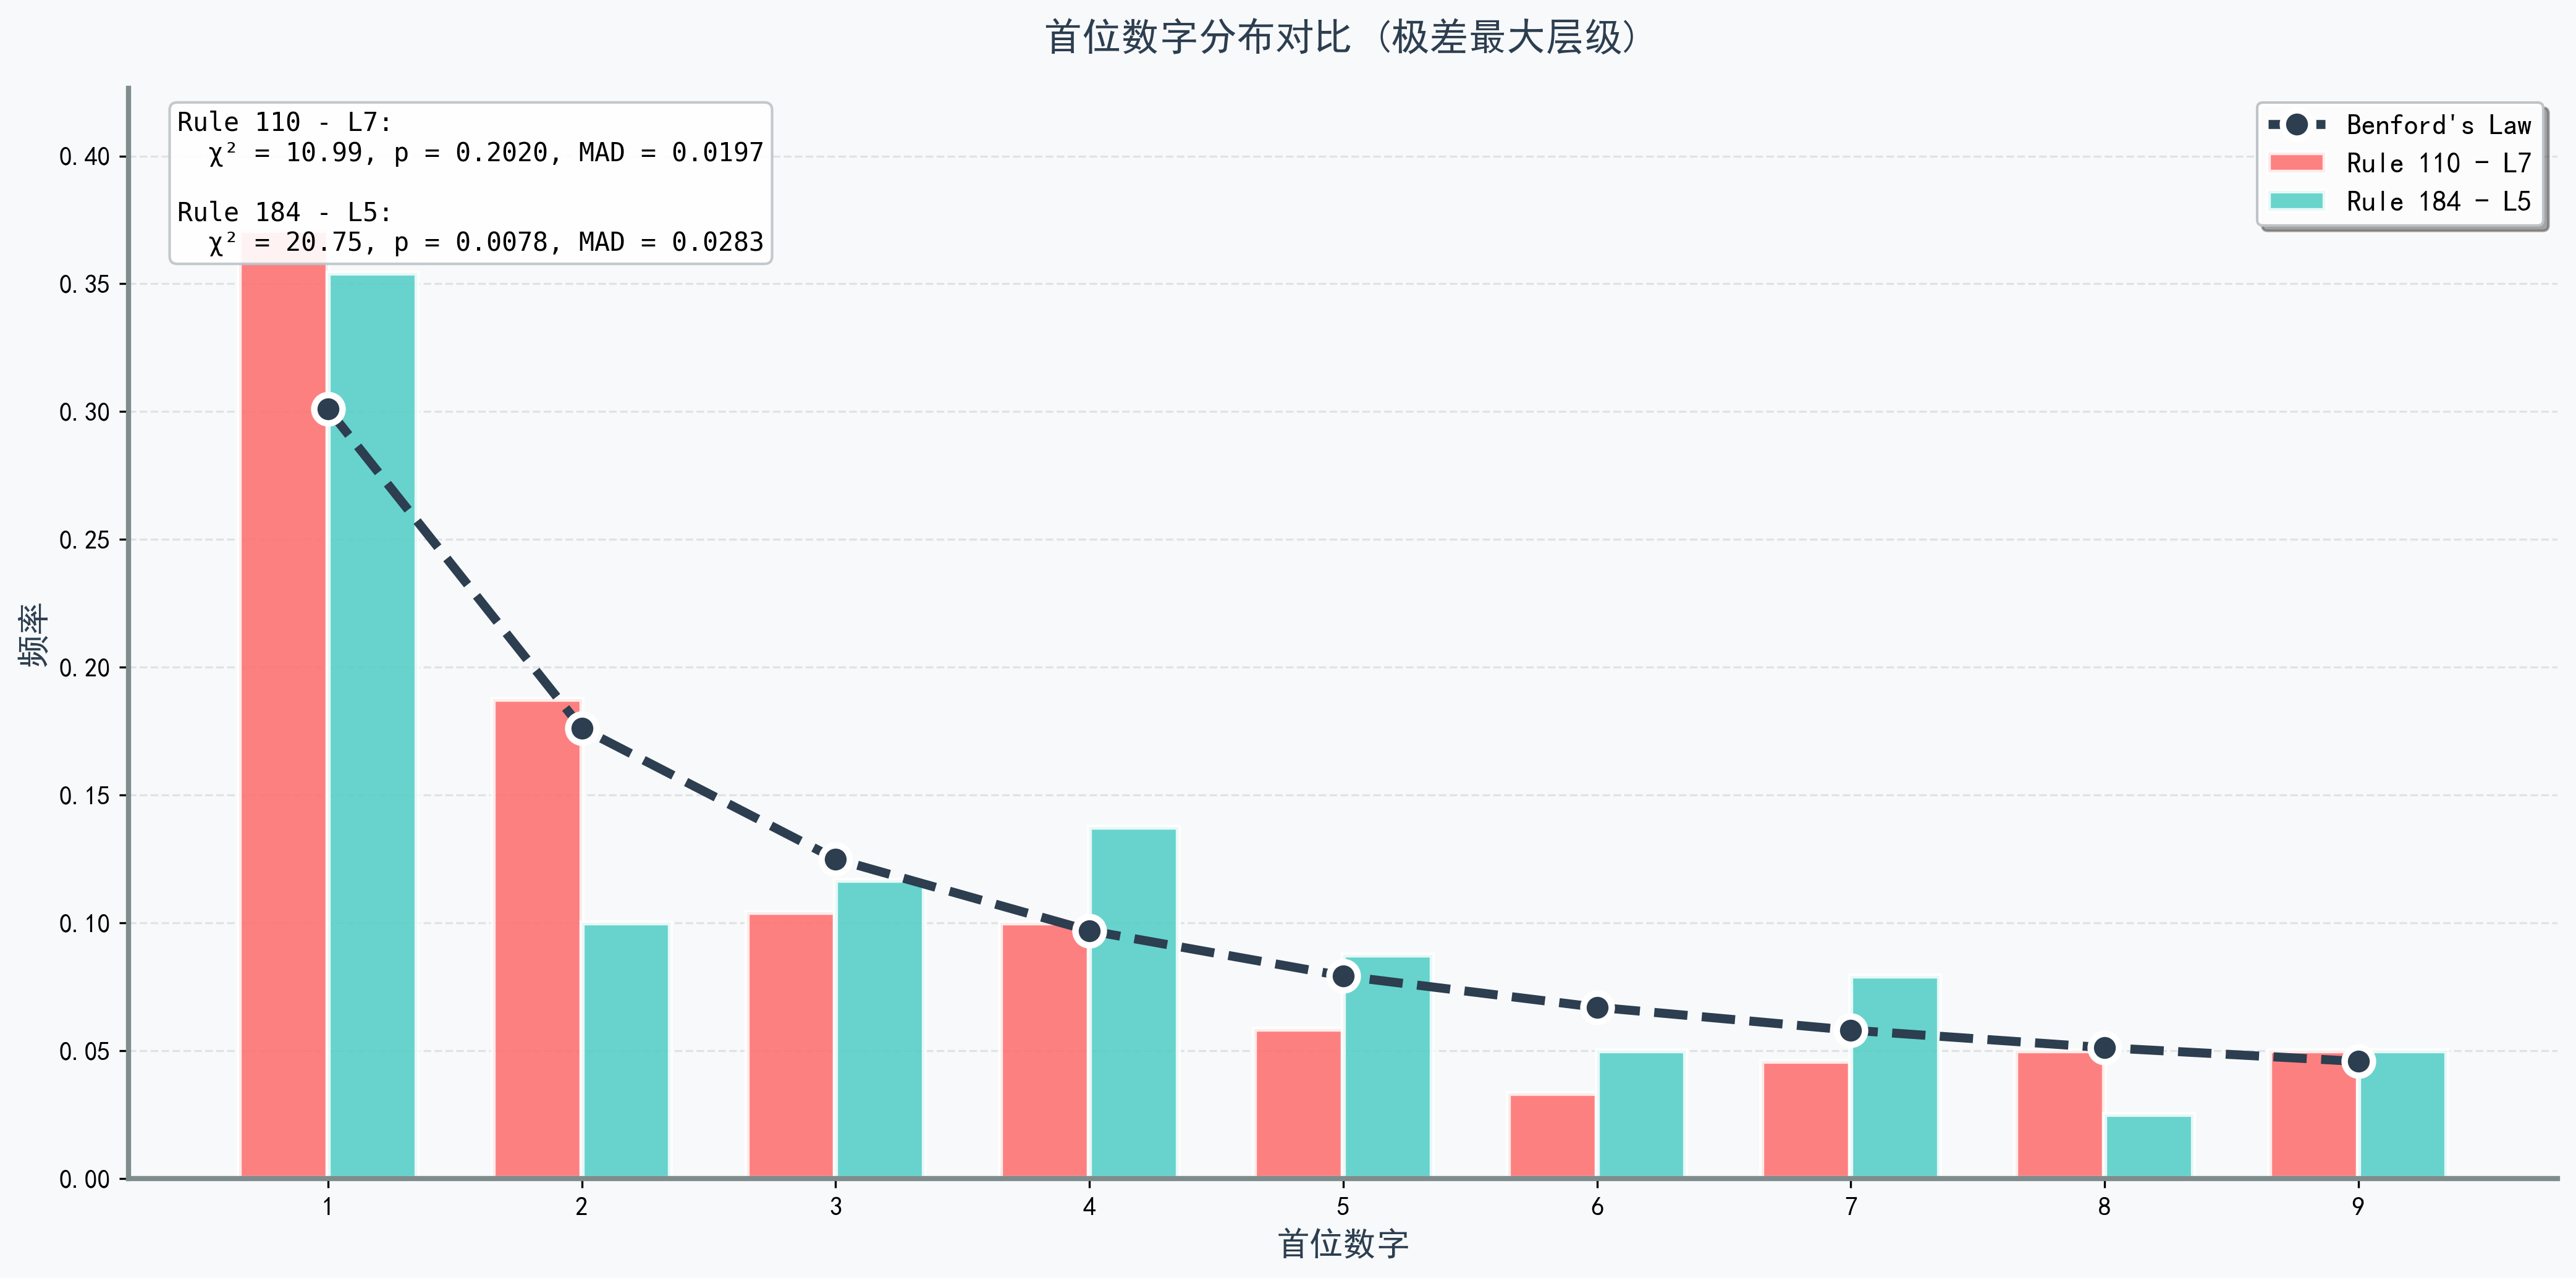 首位数字分布对比（极差最大层级）
Rule 110 - L7:
χ² = 10.99, p = 0.2020, MAD = 0.0197
Rule 184 - L5:
χ² = 20.75, p = 0.0078, MAD = 0.0283
Benford's Law
Rule 110 - L7
Rule 184 - L5
频率
0.40
0.35
0.30
0.25
0.20
0.15
0.10
0.05
0.00
1 2 3 4 5 6 7 8 9
首位数字